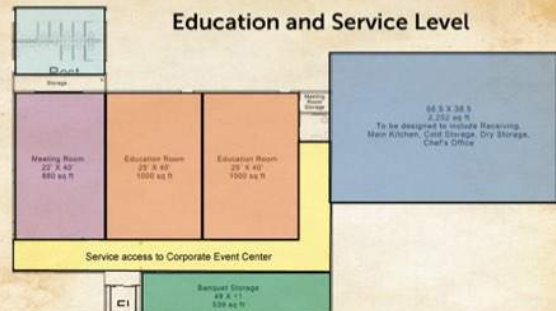 Education and Service Level
Rest
Storage
Meeting
Room
Storage
58.5 X 38.5
2,252 sq ft
To be designed to include Receiving,
Main Kitchen, Cold Storage, Dry Storage,
Chef's Office
Meeting Room
22' X 40'
880 sq ft
Education Room
25' X 40'
1000 sq ft
Education Room
25' X 40'
1000 sq ft
Service access to Corporate Event Center
Banquet Storage
49 X 11
539 sq ft